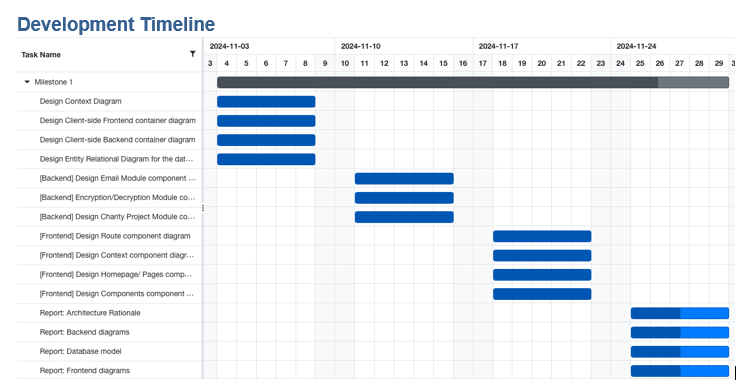 Development Timeline
Task Name
2024-11-03 2024-11-10 2024-11-17 2024-11-24
3 4 5 6 7 8 9 10 11 12 13 14 15 16 17 18 19 20 21 22 23 24 25 26 27 28 29 3
Milestone 1
Design Context Diagram
Design Client-side Frontend container diagram
Design Client-side Backend container diagram
Design Entity Relational Diagram for the dat...
[Backend] Design Email Module component ...
[Backend] Encryption/Decryption Module co...
[Backend] Design Charity Project Module co...
[Frontend] Design Route component diagram
[Frontend] Design Context component diagr...
[Frontend] Design Homepage/ Pages comp...
[Frontend] Design Components component ...
Report: Architecture Rationale
Report: Backend diagrams
Report: Database model
Report: Frontend diagrams